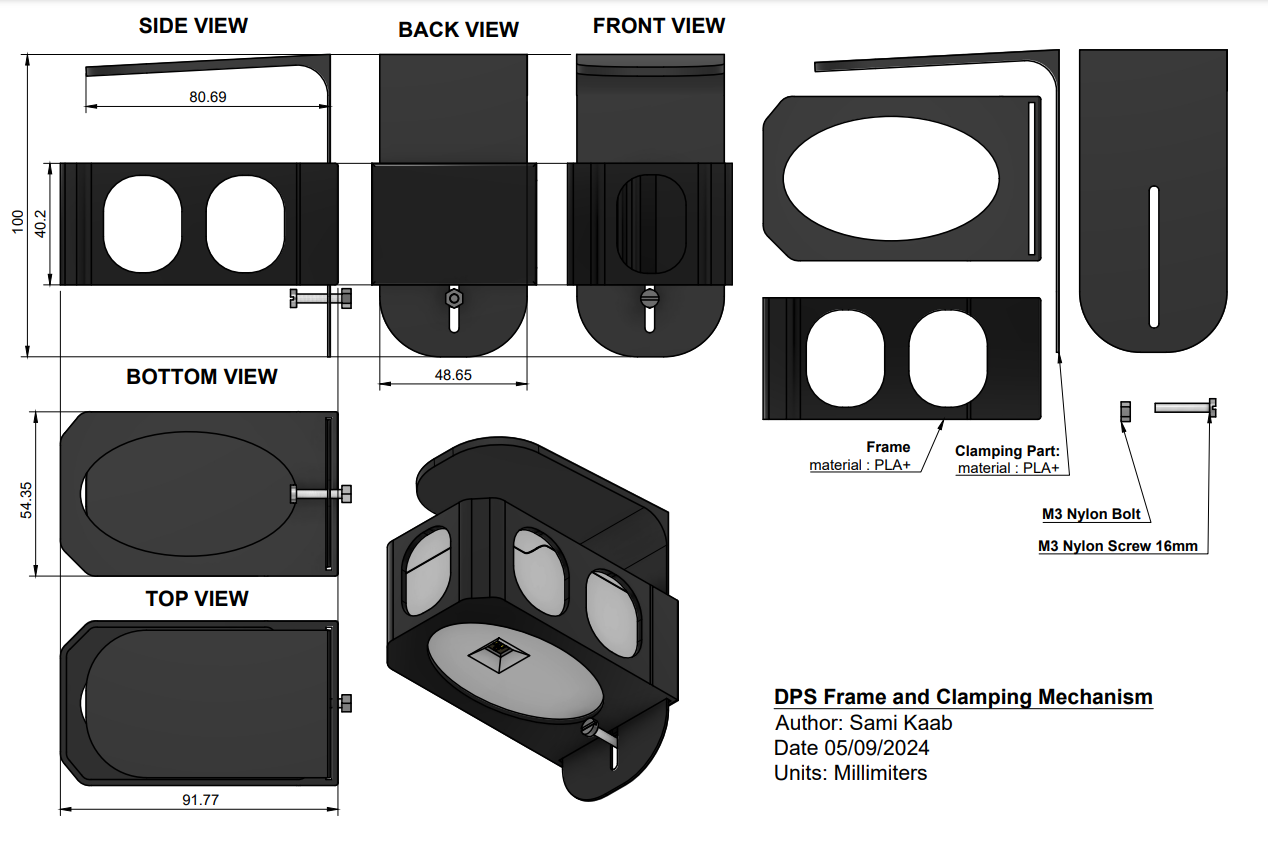 SIDE VIEW
BACK VIEW
FRONT VIEW
80.69
100
40.2
48.65
BOTTOM VIEW
54.35
TOP VIEW
91.77
Frame
material : PLA+
Clamping Part:
material : PLA+
M3 Nylon Bolt
M3 Nylon Screw 16mm
DPS Frame and Clamping Mechanism
Author: Sami Kaab
Date 05/09/2024
Units: Millimiters